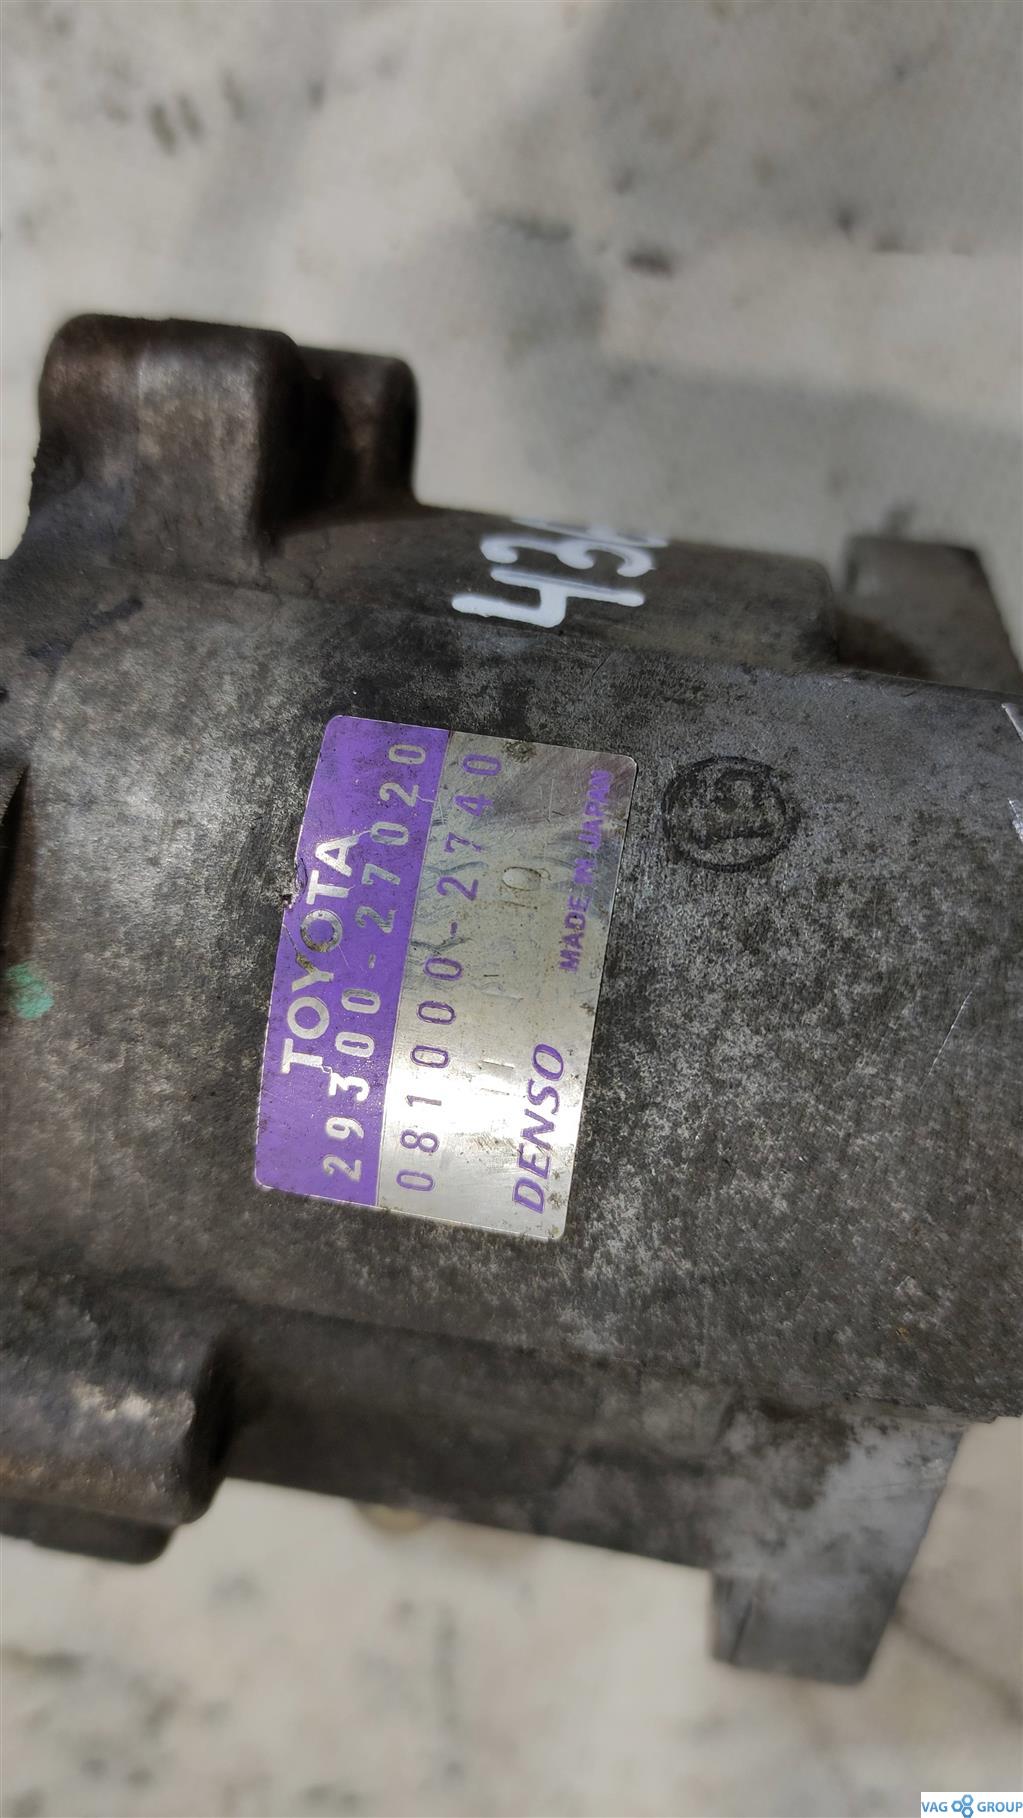 TOYOTA
29300-27020
081000-2740
DENSO
MADE IN JAPAN
VAG GROUP